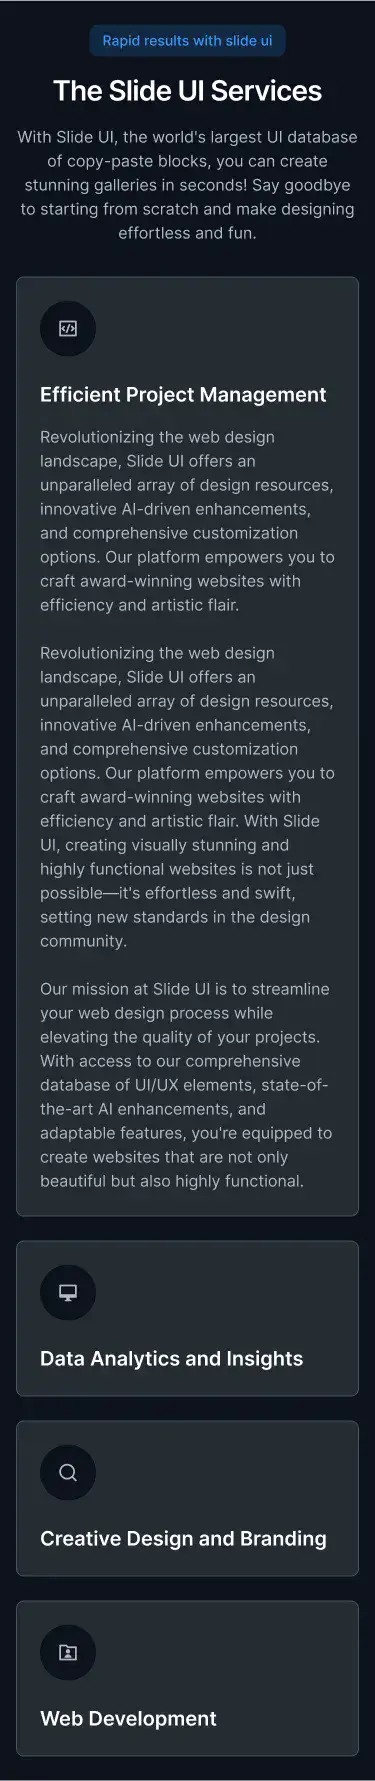 Rapid results with slide ui
The Slide UI Services
With Slide UI, the world's largest UI database
of copy-paste blocks, you can create
stunning galleries in seconds! Say goodbye
to starting from scratch and make designing
effortless and fun.
Efficient Project Management
Revolutionizing the web design
landscape, Slide UI offers an
unparalleled array of design resources,
innovative AI-driven enhancements,
and comprehensive customization
options. Our platform empowers you to
craft award-winning websites with
efficiency and artistic flair.
Revolutionizing the web design
landscape, Slide UI offers an
unparalleled array of design resources,
innovative AI-driven enhancements,
and comprehensive customization
options. Our platform empowers you to
craft award-winning websites with
efficiency and artistic flair. With Slide
UI, creating visually stunning and
highly functional websites is not just
possible—it's effortless and swift,
setting new standards in the design
community.
Our mission at Slide UI is to streamline
your web design process while
elevating the quality of your projects.
With access to our comprehensive
database of UI/UX elements, state-of-
the-art AI enhancements, and
adaptable features, you're equipped to
create websites that are not only
beautiful but also highly functional.
Data Analytics and Insights
Creative Design and Branding
Web Development